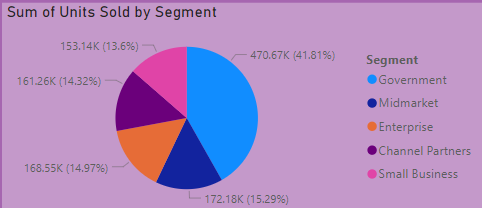 Sum of Units Sold by Segment
153.14K (13.6%)
470.67K (41.81%)
161.26K (14.32%)
168.55K (14.97%)
172.18K (15.29%)
Segment
Government
Midmarket
Enterprise
Channel Partners
Small Business